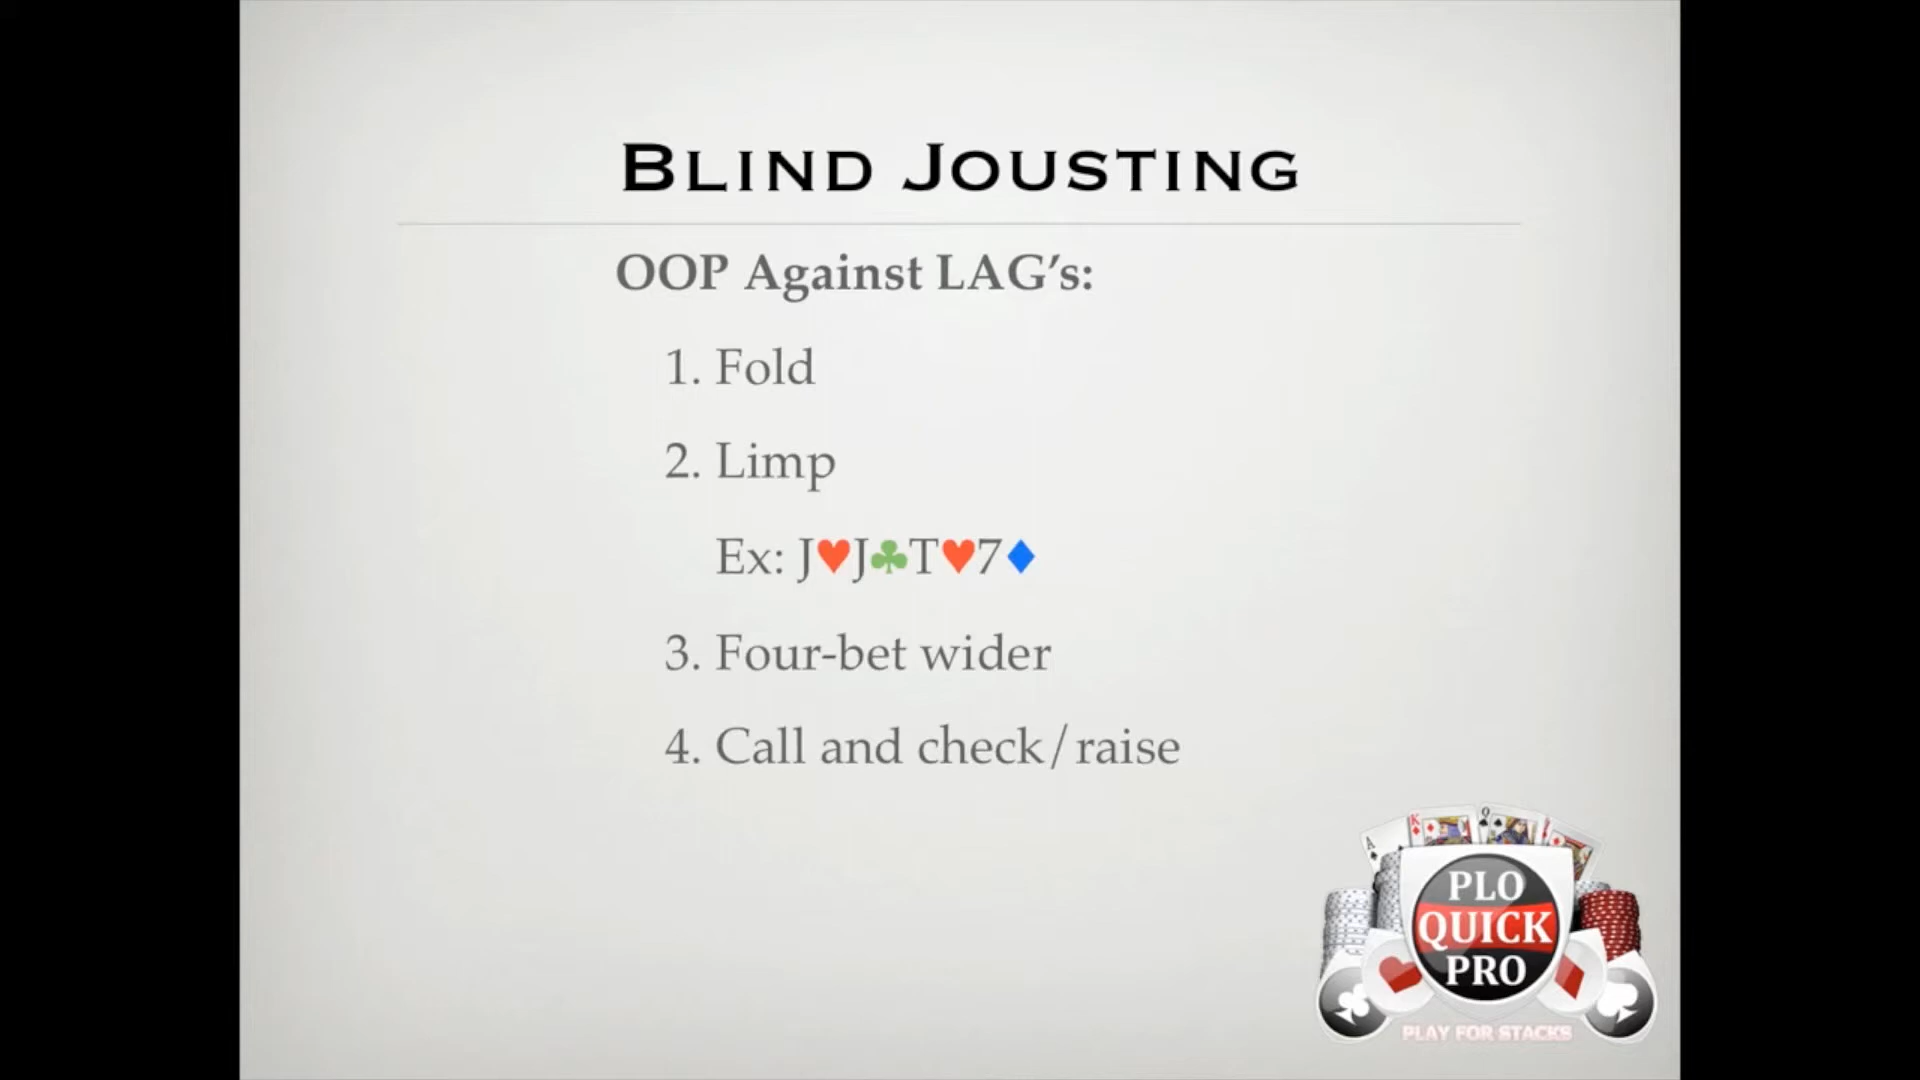 BLIND JOUSTING
OOP Against LAG's:
1. Fold
2. Limp
Ex: J♥J♣T♥7♦
3. Four-bet wider
4. Call and check/raise
A K Q
PLO
QUICK
PRO
PLAY FOR STACKS